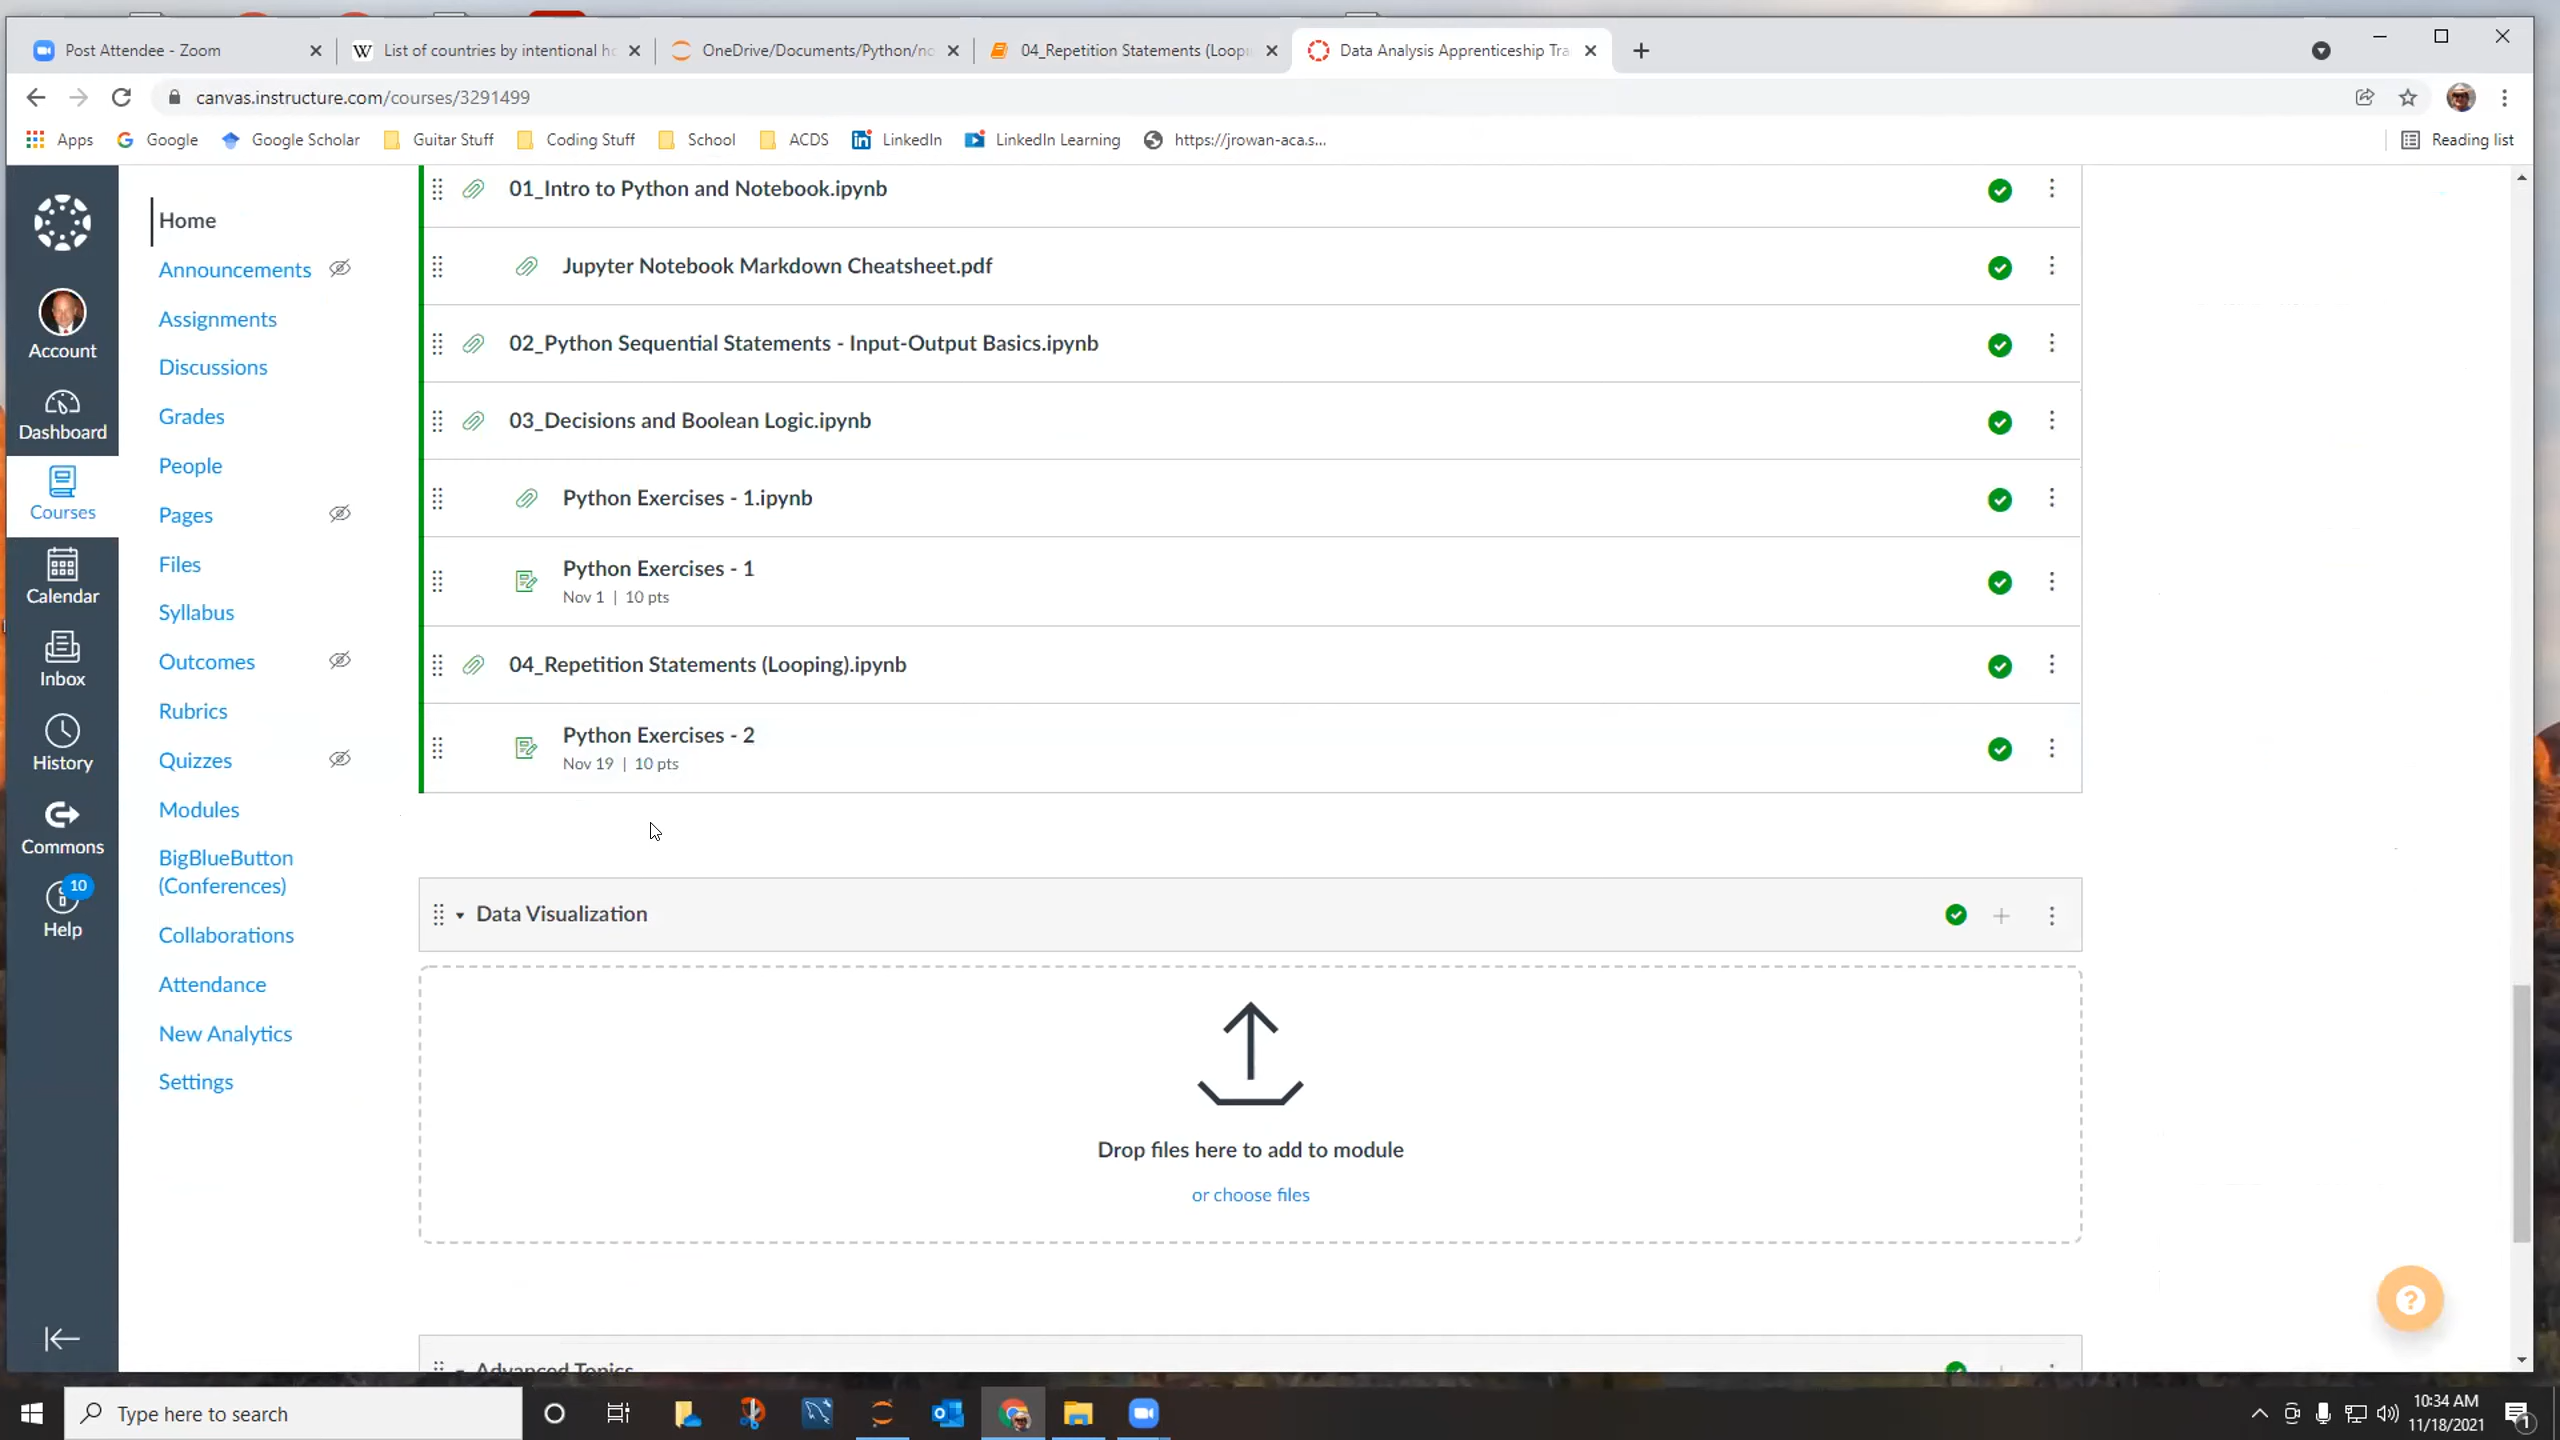 Post Attendee - Zoom
W
List of countries by intentional ho
OneDrive/Documents/Python/no
04_Repetition Statements (Loopi
Data Analysis Apprenticeship Tra
canvas.instructure.com/courses/3291499
Apps
Google
Google Scholar
Guitar Stuff
Coding Stuff
School
ACDS
LinkedIn
LinkedIn Learning
https://jrowan-aca.s...
Reading list
Account
Dashboard
Courses
Calendar
Inbox
History
Commons
10
Help
Home
Announcements
Assignments
Discussions
Grades
People
Pages
Files
Syllabus
Outcomes
Rubrics
Quizzes
Modules
BigBlueButton
(Conferences)
Collaborations
Attendance
New Analytics
Settings
01_Intro to Python and Notebook.ipynb
Jupyter Notebook Markdown Cheatsheet.pdf
02_Python Sequential Statements - Input-Output Basics.ipynb
03_Decisions and Boolean Logic.ipynb
Python Exercises - 1.ipynb
Python Exercises - 1
Nov 1 | 10 pts
04_Repetition Statements (Looping).ipynb
Python Exercises - 2
Nov 19 | 10 pts
Data Visualization
Drop files here to add to module
or choose files
Advanced Topics
Type here to search
10:34 AM
11/18/2021
1